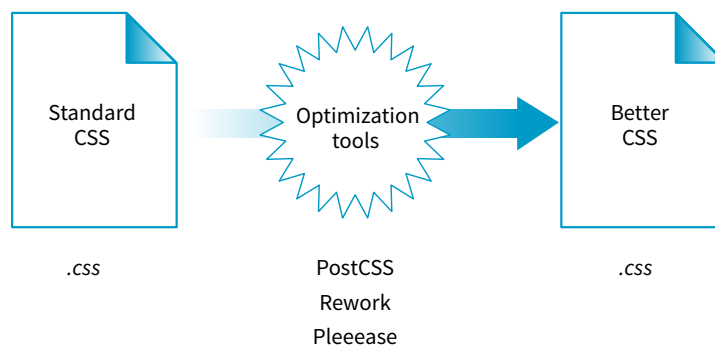 Standard
CSS
Optimization
tools
Better
CSS
.css
PostCSS
.css
Rework
Pleeease